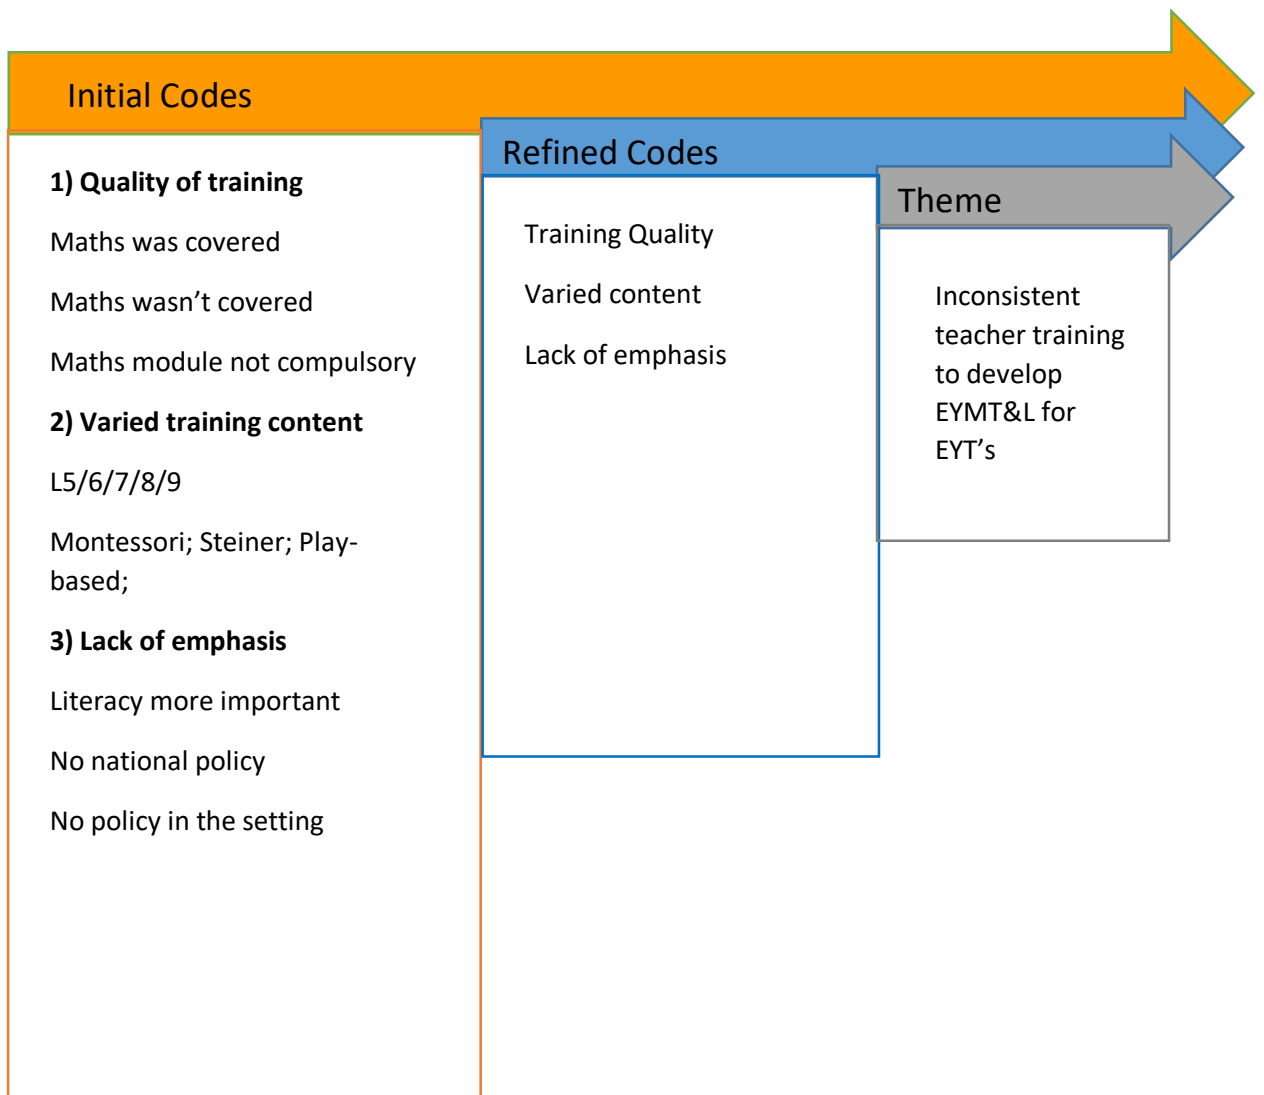 Initial Codes
1) Quality of training
Maths was covered
Maths wasn’t covered
Maths module not compulsory
2) Varied training content
L5/6/7/8/9
Montessori; Steiner; Play-
based;
3) Lack of emphasis
Literacy more important
No national policy
No policy in the setting
Refined Codes
Training Quality
Varied content
Lack of emphasis
Theme
Inconsistent
teacher training
to develop
EYMT&L for
EYT’s